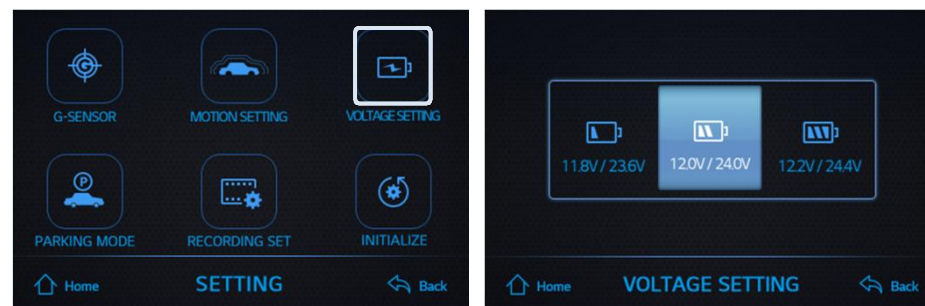 G-SENSOR MOTION SETTING VOLTAGE SETTING
PARKING MODE RECORDING SET INITIALIZE
Home SETTING Back
11.8V / 23.6V 12.0V / 24.0V 12.2V / 24.4V
Home VOLTAGE SETTING Back